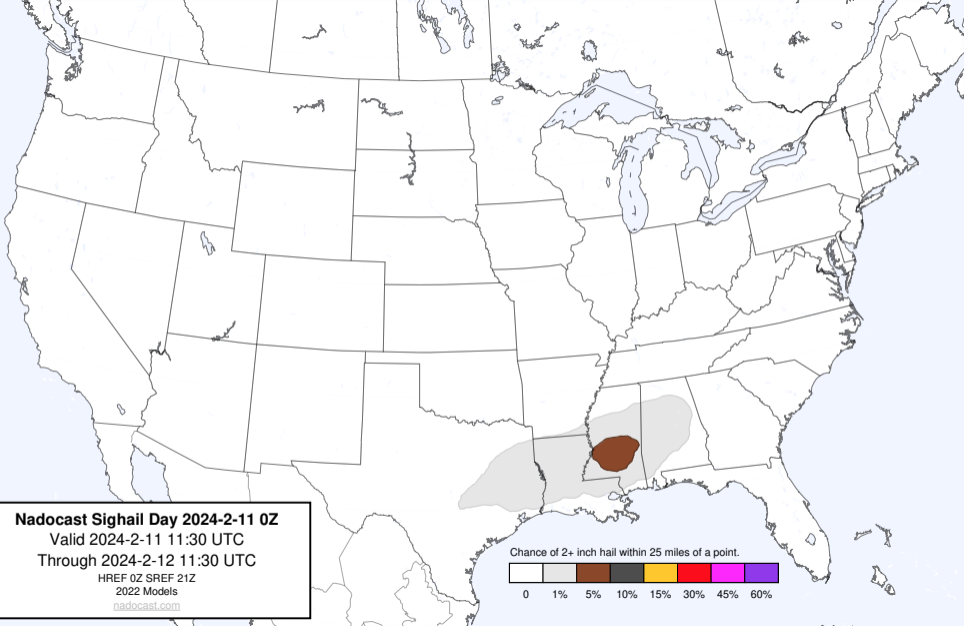 Nadocast Sighail Day 2024-2-11 0Z
Valid 2024-2-11 11:30 UTC
Through 2024-2-12 11:30 UTC
HREF 0Z SREF 21Z
2022 Models
nadocast.com
Chance of 2+ inch hail within 25 miles of a point.
0 1% 5% 10% 15% 30% 45% 60%